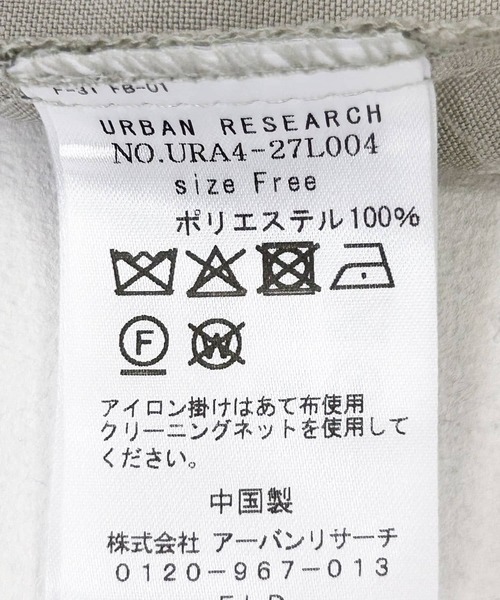 F-31 FB-01
URBAN RESEARCH
NO.URA4-27L004
size Free
ポリエステル100%
F W
アイロン掛けはあて布使用
クリーニングネットを使用して
ください。
中国製
株式会社 アーバンリサーチ
0120-967-013